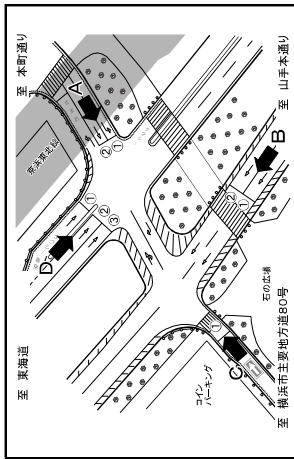 至 本町通り
京浜東北線
A
②
①
至 山手本通り
B
②
①
D
①
②
③
至 東海道
石の広場
①
C
コイン
パーキング
至 横浜市主要地方道80号